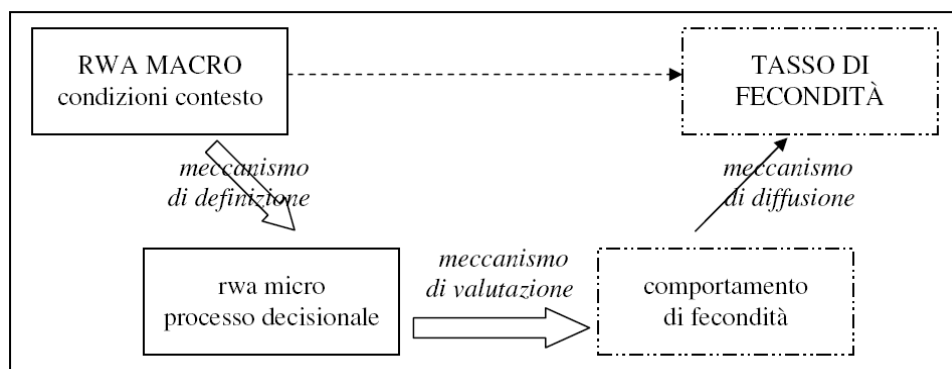 RWA MACRO
condizioni contesto
TASSO DI
FECONDITÀ
meccanismo
di definizione
meccanismo
di diffusione
rwa micro
processo decisionale
meccanismo
di valutazione
comportamento
di fecondità